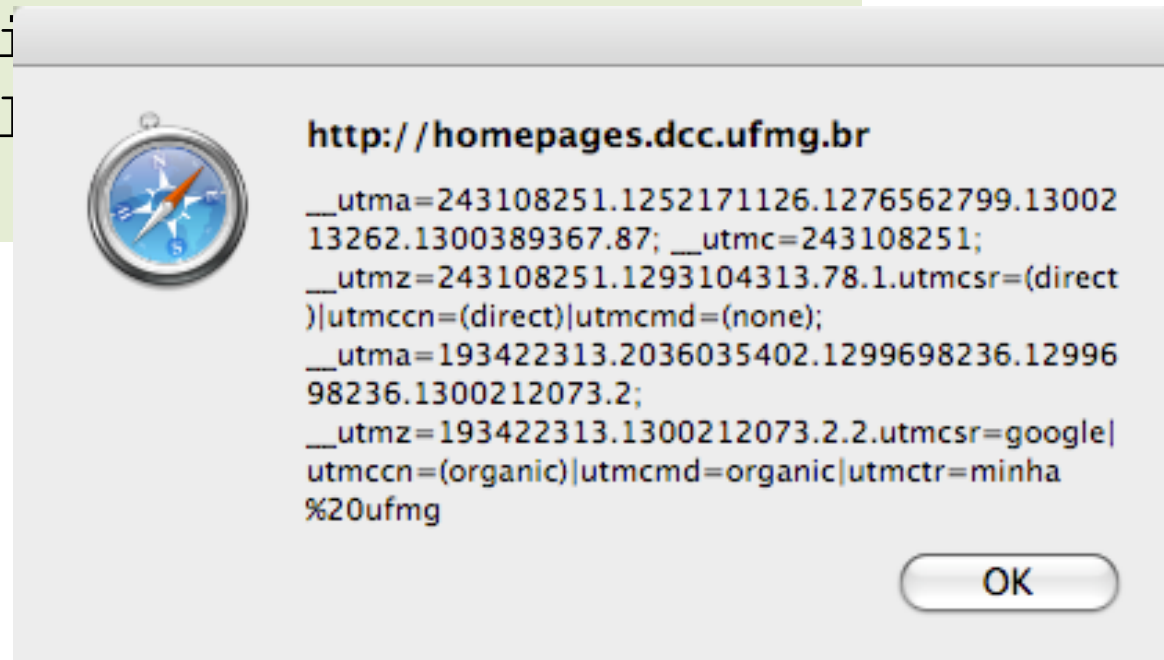 http://homepages.dcc.ufmg.br
__utma=243108251.1252171126.1276562799.13002
13262.1300389367.87; __utmc=243108251;
__utmz=243108251.1293104313.78.1.utmcsr=(direct
)|utmccn=(direct)|utmcmd=(none);
__utma=193422313.2036035402.1299698236.12996
98236.1300212073.2;
__utmz=193422313.1300212073.2.2.utmcsr=google|
utmccn=(organic)|utmcmd=organic|utmctr=minha
%20ufmg
OK